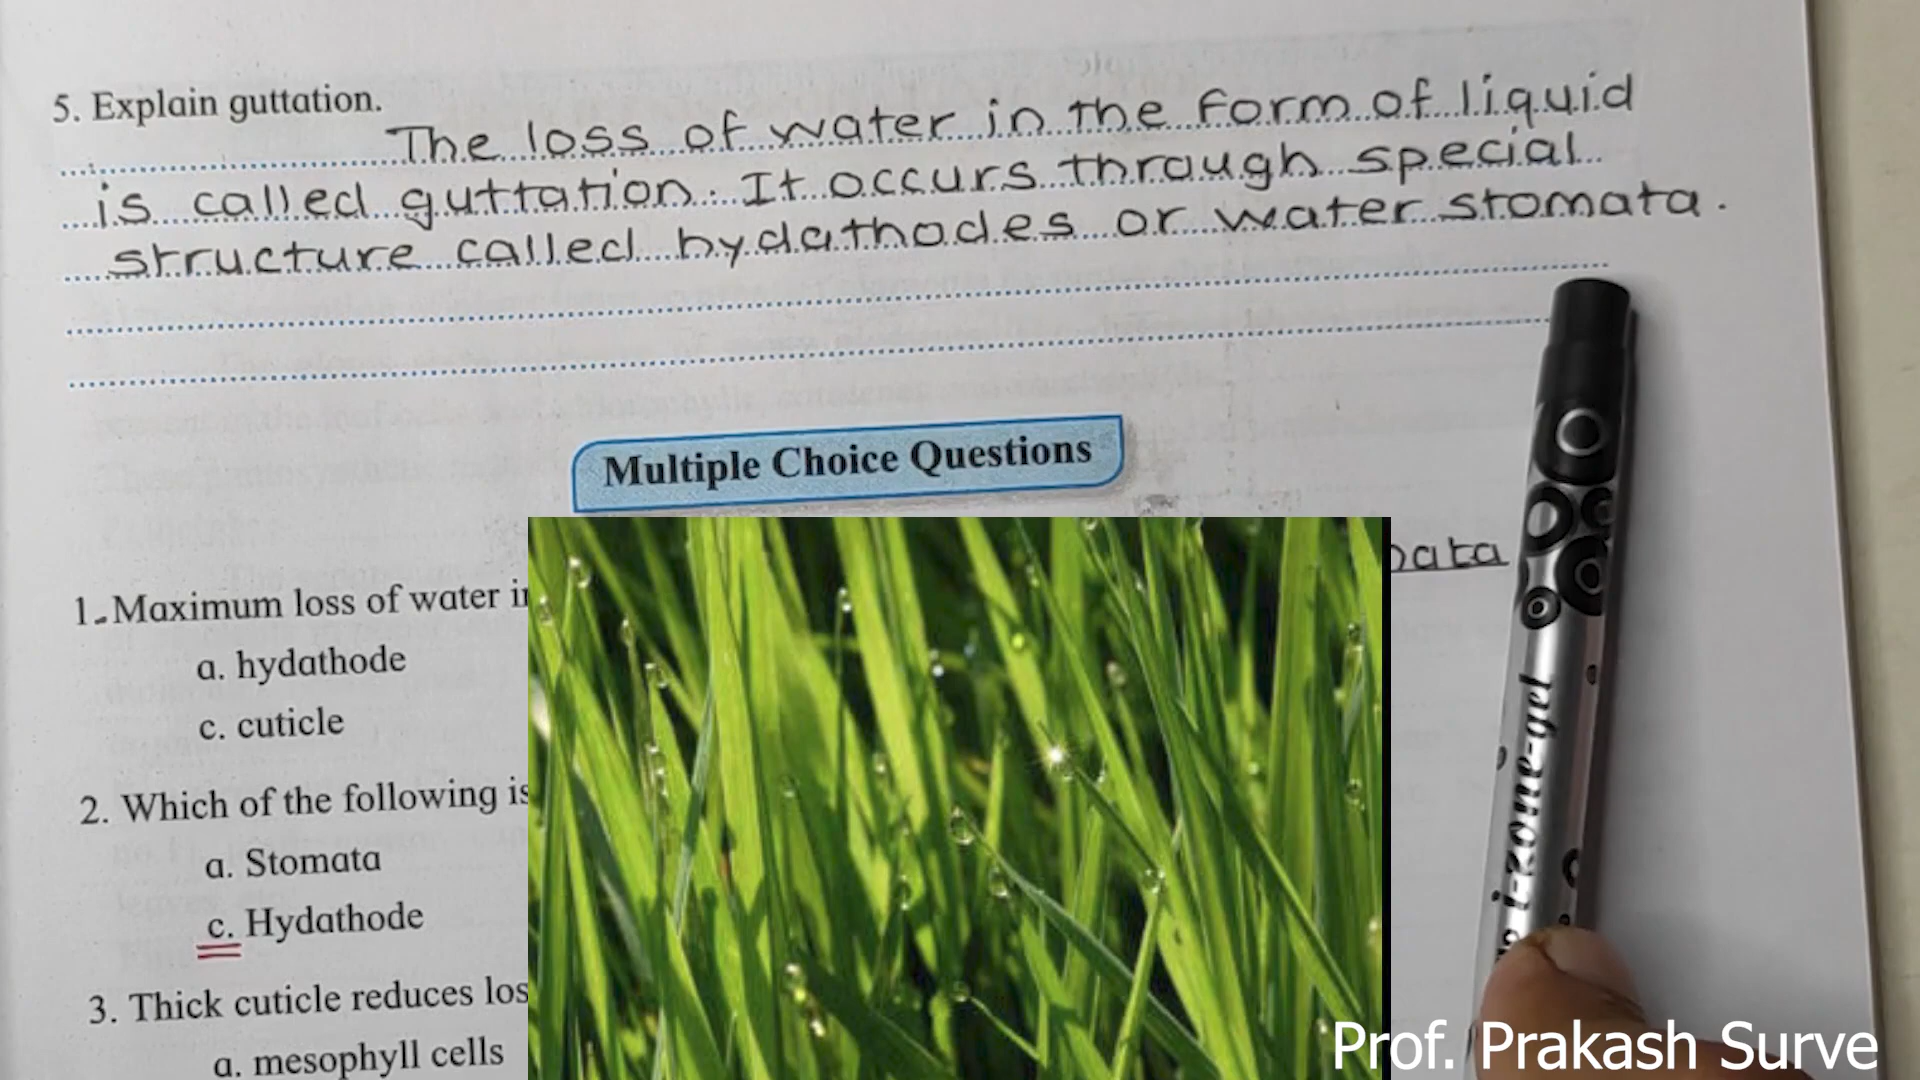 5. Explain guttation.
The loss of water in the form of liquid
is called guttation. It occurs through special
structure called hydathodes or water stomata.
Multiple Choice Questions
1. Maximum loss of water
a. hydathode
c. cuticle
2. Which of the following is
a. Stomata
c. Hydathode
3. Thick cuticle reduces
a. mesophyll cells
i-zone-gel
Prof. Prakash Surve